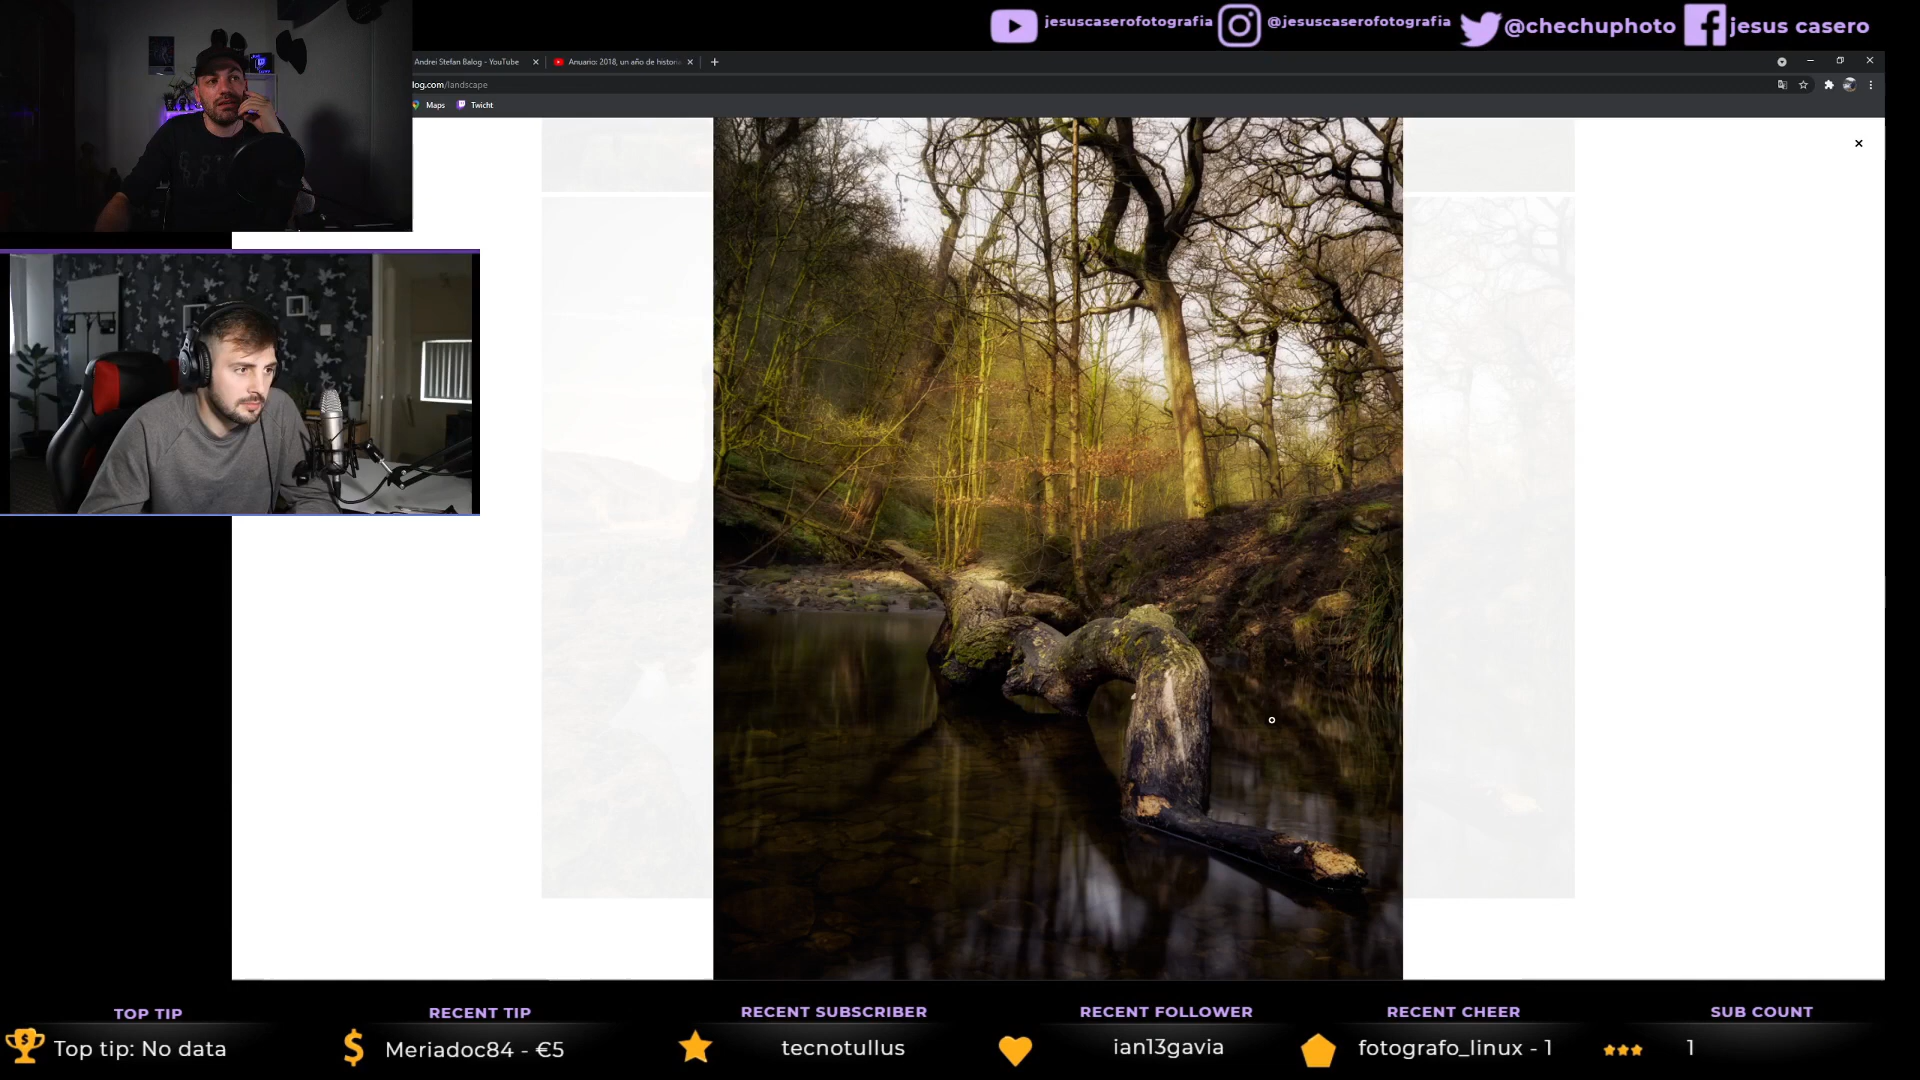 jesuscaserofotografia @jesuscaserofotografia @chechuphoto jesus casero
Andrei Stefan Balog - YouTube Anuario: 2018, un año de histori
log.com/landscape
Maps Twicht
TOP TIP RECENT TIP RECENT SUBSCRIBER RECENT FOLLOWER RECENT CHEER SUB COUNT
Top tip: No data Meriadoc84 - €5 tecnotullus ian13gavia fotografo_linux - 1 1